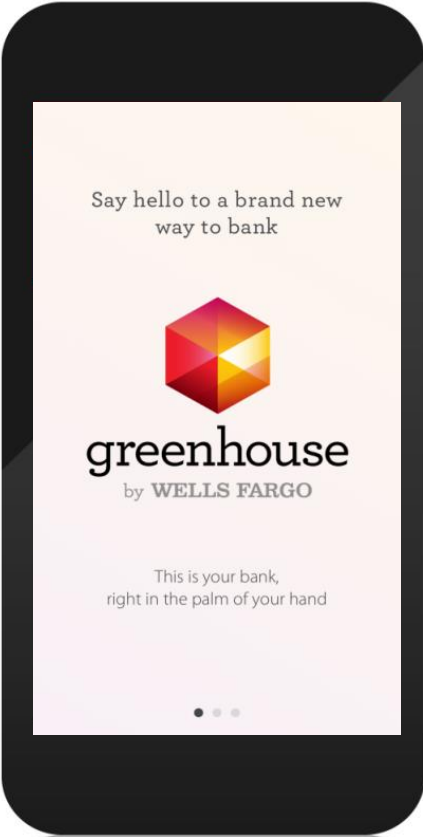 Say hello to a brand new
way to bank
greenhouse
by WELLS FARGO
This is your bank,
right in the palm of your hand